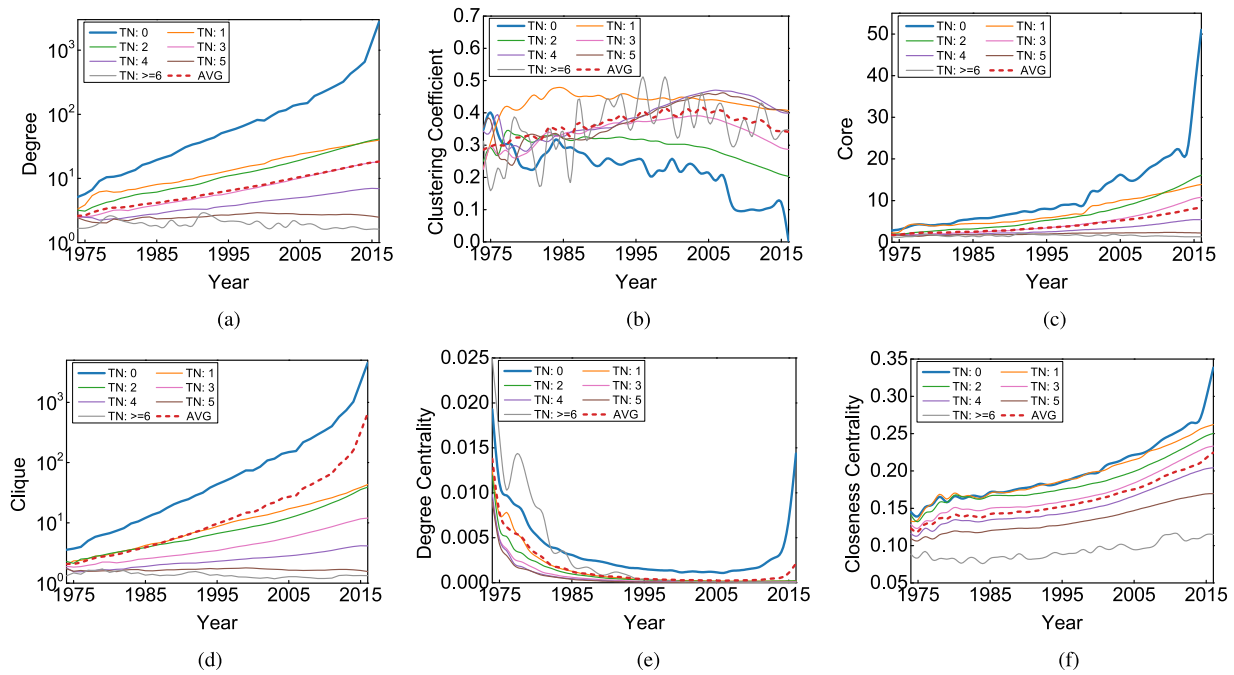 TN: 0 TN: 1
TN: 2 TN: 3
TN: 4 TN: 5
TN: >=6 AVG
10³
10²
10¹
10⁰
Degree
1975 1985 1995 2005 2015
Year
(a)
TN: 0 TN: 1
TN: 2 TN: 3
TN: 4 TN: 5
TN: >=6 AVG
0.7
0.6
0.5
0.4
0.3
0.2
0.1
0.0
Clustering Coefficient
1975 1985 1995 2005 2015
Year
(b)
TN: 0 TN: 1
TN: 2 TN: 3
TN: 4 TN: 5
TN: >=6 AVG
50
40
30
20
10
0
Core
1975 1985 1995 2005 2015
Year
(c)
TN: 0 TN: 1
TN: 2 TN: 3
TN: 4 TN: 5
TN: >=6 AVG
10³
10²
10¹
10⁰
Clique
1975 1985 1995 2005 2015
Year
(d)
TN: 0 TN: 1
TN: 2 TN: 3
TN: 4 TN: 5
TN: >=6 AVG
0.025
0.020
0.015
0.010
0.005
0.000
Degree Centrality
1975 1985 1995 2005 2015
Year
(e)
TN: 0 TN: 1
TN: 2 TN: 3
TN: 4 TN: 5
TN: >=6 AVG
0.35
0.30
0.25
0.20
0.15
0.10
0.05
Closeness Centrality
1975 1985 1995 2005 2015
Year
(f)